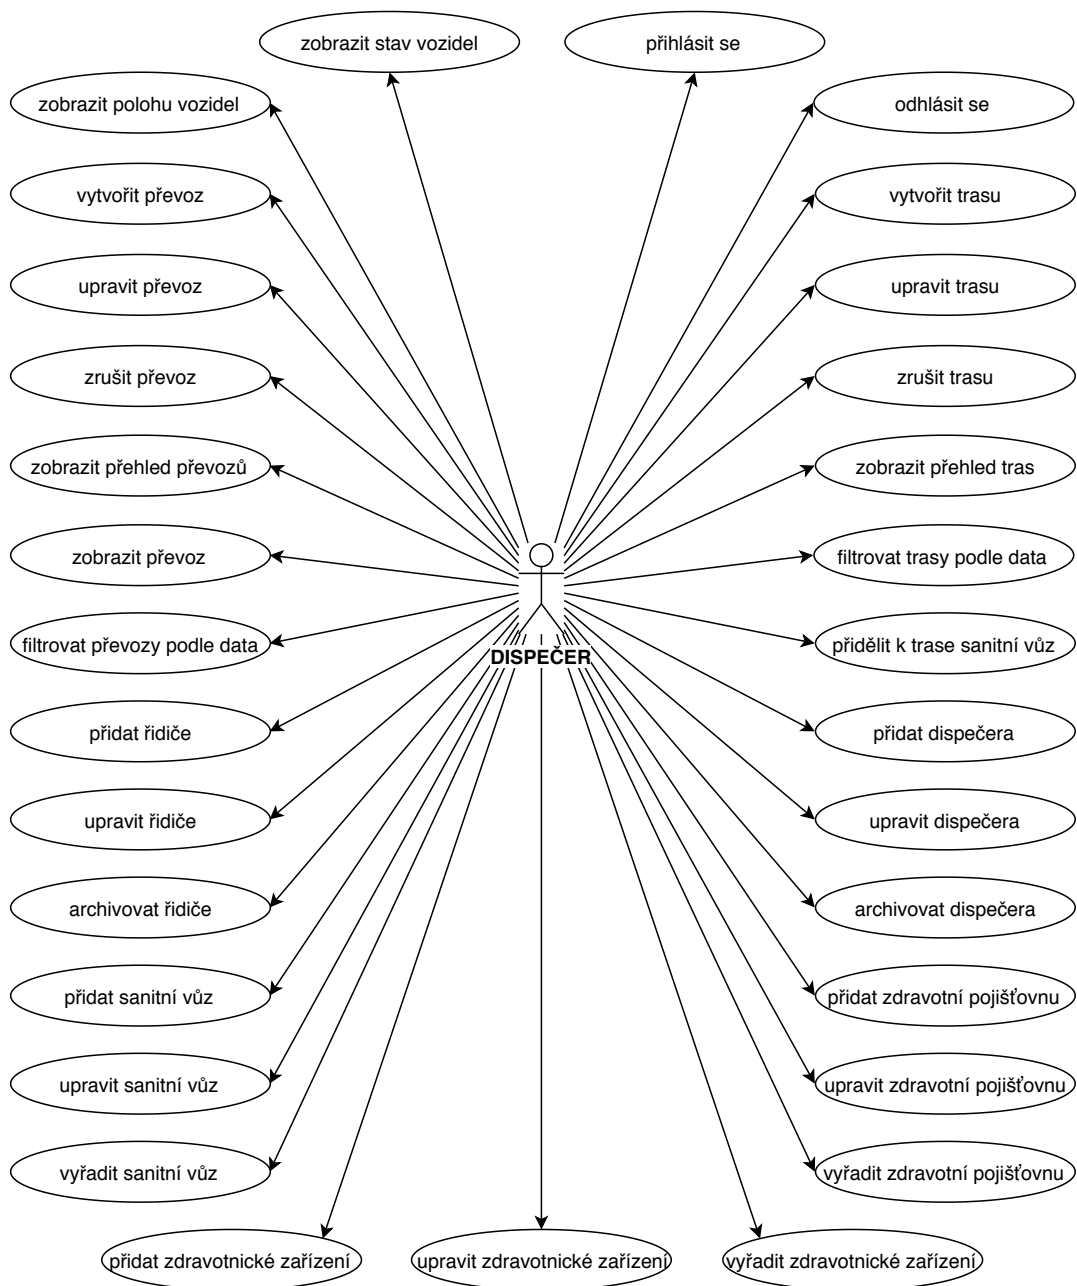 zobrazit stav vozidel
přihlásit se
zobrazit polohu vozidel
odhlásit se
vytvořit převoz
vytvořit trasu
upravit převoz
upravit trasu
zrušit převoz
zrušit trasu
zobrazit přehled převozů
zobrazit přehled tras
zobrazit převoz
filtrovat trasy podle data
filtrovat převozy podle data
přidělit k trase sanitní vůz
DISPEČER
přidat řidiče
přidat dispečera
upravit řidiče
upravit dispečera
archivovat řidiče
archivovat dispečera
přidat sanitní vůz
přidat zdravotní pojišťovnu
upravit sanitní vůz
upravit zdravotní pojišťovnu
vyřadit sanitní vůz
vyřadit zdravotní pojišťovnu
přidat zdravotnické zařízení
upravit zdravotnické zařízení
vyřadit zdravotnické zařízení